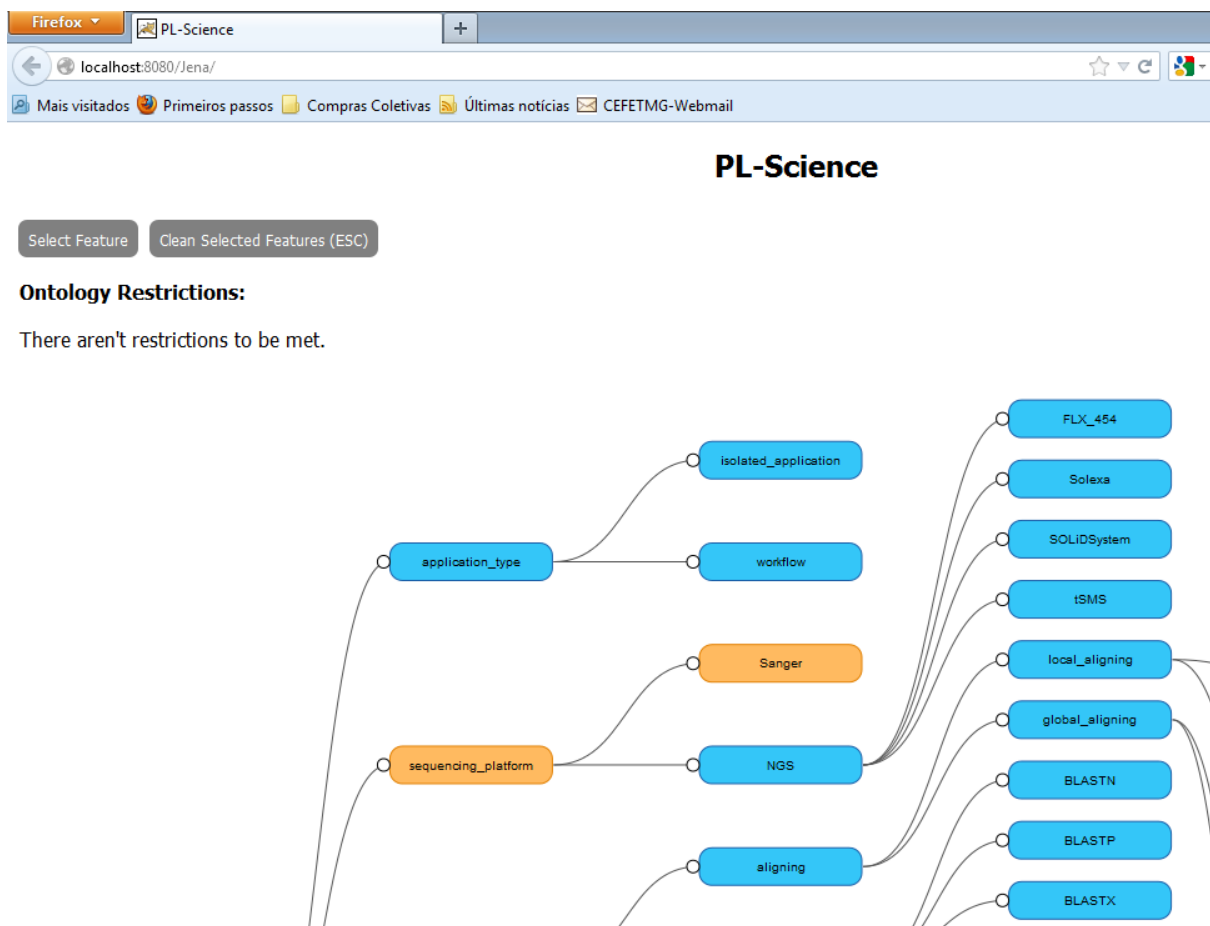 Firefox
PL-Science
+
localhost:8080/Jena/
Mais visitados Primeiros passos Compras Coletivas Últimas notícias CEFETMG-Webmail
PL-Science
Select Feature Clean Selected Features (ESC)
Ontology Restrictions:
There aren't restrictions to be met.
FLX_454
isolated_application
Solexa
SOLiDSystem
application_type
workflow
tSMS
Sanger
local_aligning
global_aligning
sequencing_platform
NGS
BLASTN
BLASTP
aligning
BLASTX